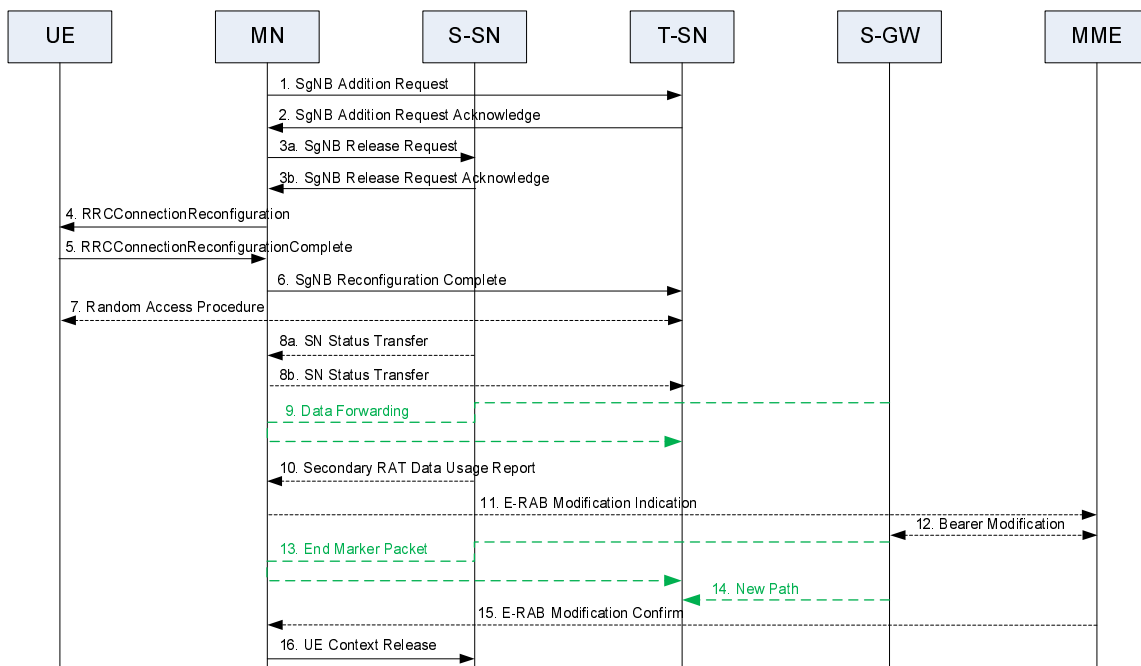 UE
MN
S-SN
T-SN
S-GW
MME
1. SgNB Addition Request
2. SgNB Addition Request Acknowledge
3a. SgNB Release Request
3b. SgNB Release Request Acknowledge
4. RRCConnectionReconfiguration
5. RRCConnectionReconfigurationComplete
6. SgNB Reconfiguration Complete
7. Random Access Procedure
8a. SN Status Transfer
8b. SN Status Transfer
9. Data Forwarding
10. Secondary RAT Data Usage Report
11. E-RAB Modification Indication
12. Bearer Modification
13. End Marker Packet
14. New Path
15. E-RAB Modification Confirm
16. UE Context Release